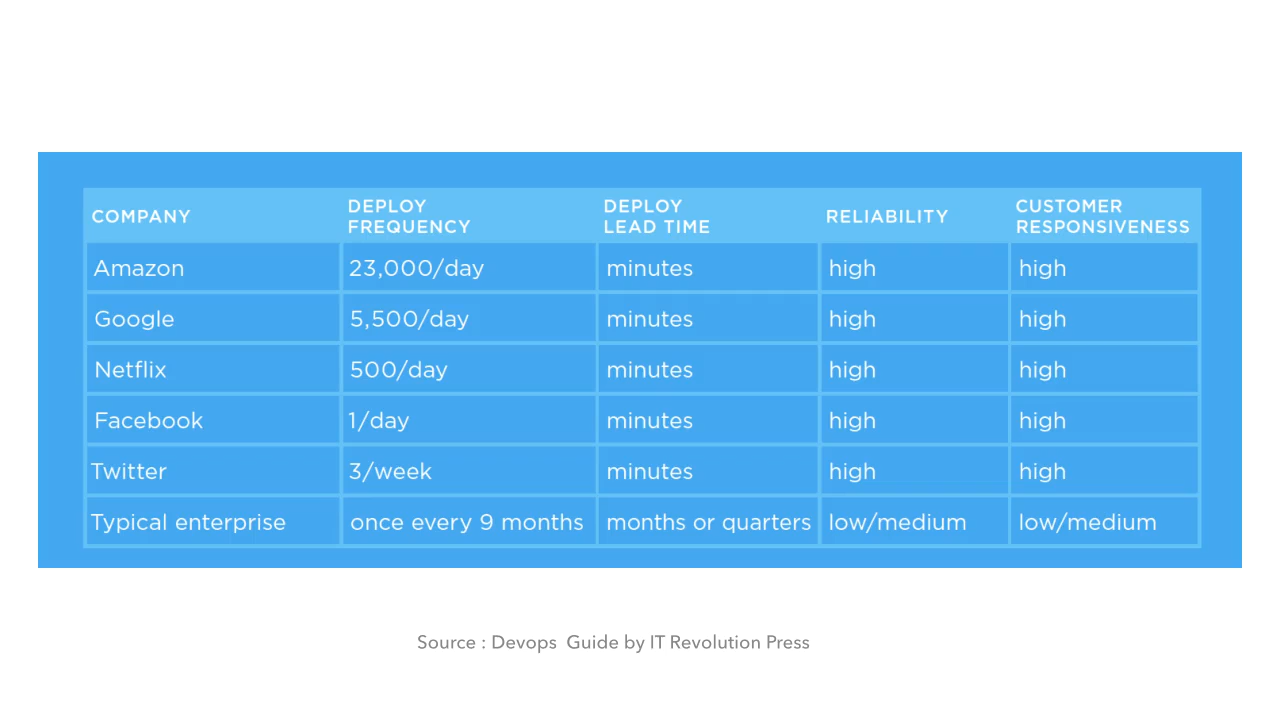 COMPANY DEPLOY FREQUENCY DEPLOY LEAD TIME RELIABILITY CUSTOMER RESPONSIVENESS
Amazon 23,000/day minutes high high
Google 5,500/day minutes high high
Netflix 500/day minutes high high
Facebook 1/day minutes high high
Twitter 3/week minutes high high
Typical enterprise once every 9 months months or quarters low/medium low/medium
Source : Devops Guide by IT Revolution Press